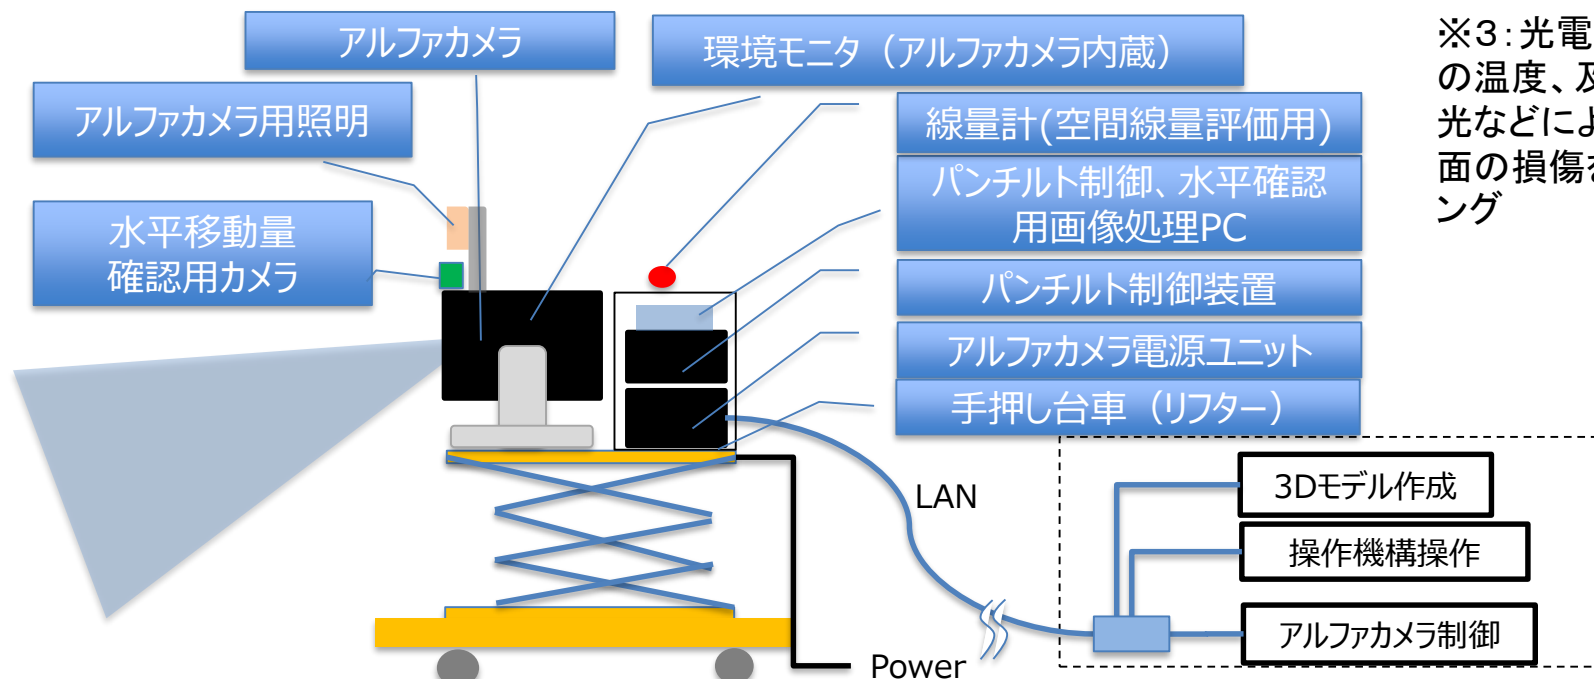 アルファカメラ
環境モニタ（アルファカメラ内蔵）
アルファカメラ用照明
線量計(空間線量評価用)
パンチルト制御、水平確認
用画像処理PC
水平移動量
確認用カメラ
パンチルト制御装置
アルファカメラ電源ユニット
手押し台車（リフター）
※3：光電
の温度、及
光などによ
面の損傷を
ング
LAN
3Dモデル作成
操作機構操作
アルファカメラ制御
Power